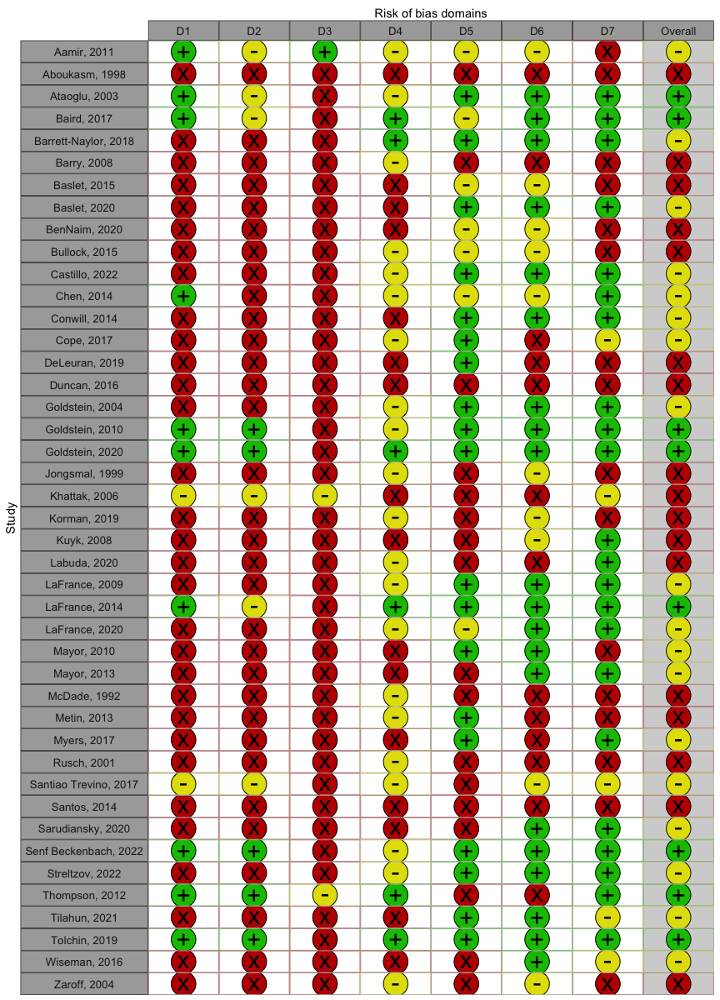 Risk of bias domains
D1 D2 D3 D4 D5 D6 D7 Overall
Aamir, 2011 + - + - - - X -
Aboukasm, 1998 X X X X X X X X
Ataoglu, 2003 + - X - + + + +
Baird, 2017 + - X + - + + +
Barrett-Naylor, 2018 X X X + + + + -
Barry, 2008 X X X - X X X X
Baslet, 2015 X X X X - - X X
Baslet, 2020 X X X X + + + -
BenNaim, 2020 X X X X - - X X
Bullock, 2015 X X X - - - X X
Castillo, 2022 X X X - + + + -
Chen, 2014 + X X - - - + -
Conwill, 2014 X X X X + + + -
Cope, 2017 X X X - + X - -
DeLeuran, 2019 X X X X + X X X
Duncan, 2016 X X X X X X X X
Goldstein, 2004 X X X - + + + -
Goldstein, 2010 + + X - + + + +
Goldstein, 2020 + + X + + + + +
Jongsmal, 1999 X X X - X - X X
Study
Khattak, 2006 - - - X X X - X
Korman, 2019 X X X - X - X X
Kuyk, 2008 X X X X X - + X
Labuda, 2020 X X X - X X + X
LaFrance, 2009 X X X - + + + -
LaFrance, 2014 + - X + + + + +
LaFrance, 2020 X X X - - + + -
Mayor, 2010 X X X X + + X -
Mayor, 2013 X X X X X + + -
McDade, 1992 X X X - X X X X
Metin, 2013 X X X - + X X X
Myers, 2017 X X X X + X + -
Rusch, 2001 X X X - X X X X
Santiao Trevino, 2017 - - X - X - - -
Santos, 2014 X X X X X X X X
Sarudiansky, 2020 X X X X X + + -
Senf Beckenbach, 2022 + + X - + + + +
Streltzov, 2022 X X X - + + + -
Thompson, 2012 + + - + X X + +
Tilahun, 2021 X X X X + + - -
Tolchin, 2019 + + X + + + + +
Wiseman, 2016 X X X X X + - -
Zaroff, 2004 X X X - X - X X